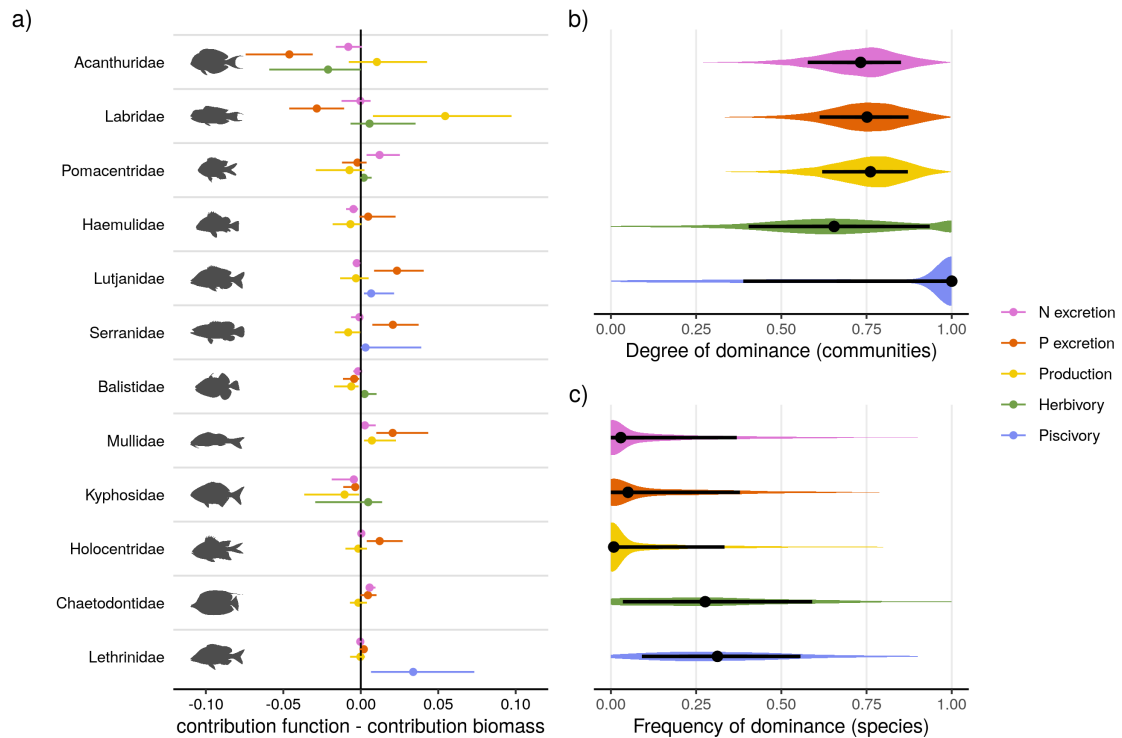 a)
Acanthuridae
Labridae
Pomacentridae
Haemulidae
Lutjanidae
Serranidae
Balistidae
Mullidae
Kyphosidae
Holocentridae
Chaetodontidae
Lethrinidae
-0.10 -0.05 0.00 0.05 0.10
contribution function - contribution biomass
b)
0.00 0.25 0.50 0.75 1.00
Degree of dominance (communities)
c)
0.00 0.25 0.50 0.75 1.00
Frequency of dominance (species)
N excretion
P excretion
Production
Herbivory
Piscivory